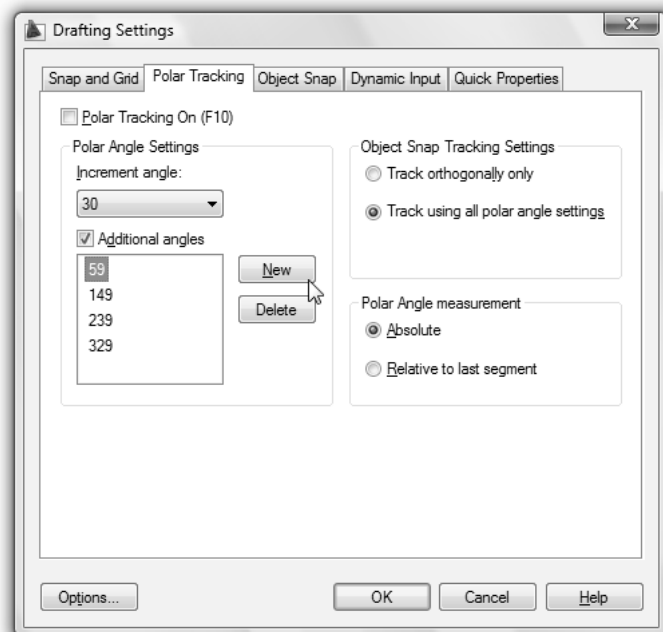 Drafting Settings
Snap and Grid Polar Tracking Object Snap Dynamic Input Quick Properties
Polar Tracking On (F10)
Polar Angle Settings
Increment angle:
30
Additional angles
59
149
239
329
New
Delete
Object Snap Tracking Settings
Track orthogonally only
Track using all polar angle settings
Polar Angle measurement
Absolute
Relative to last segment
Options... OK Cancel Help